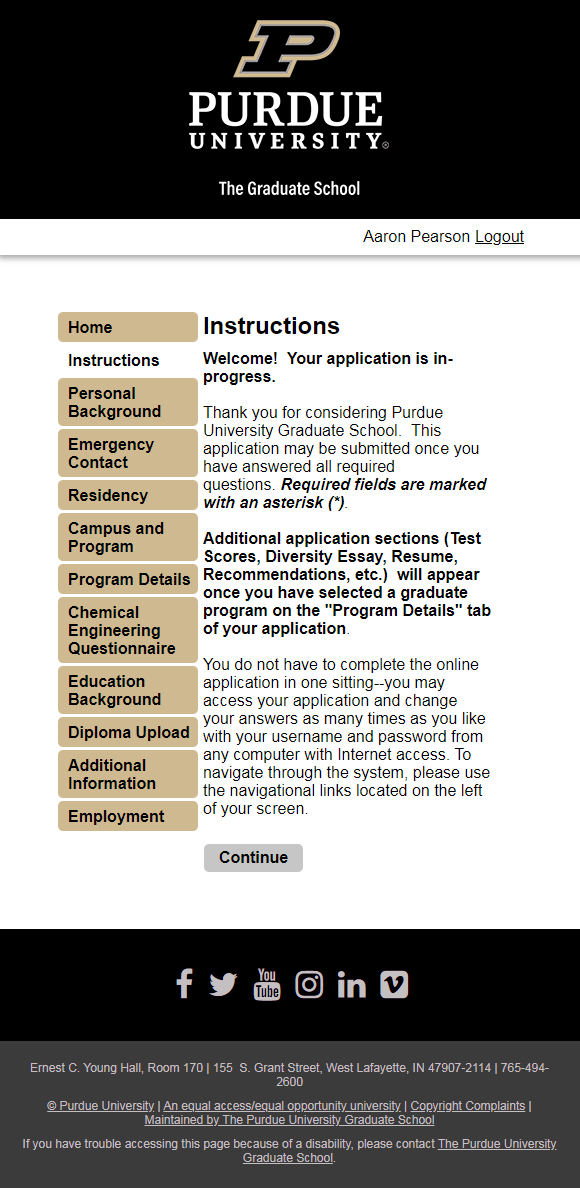 PURDUE
UNIVERSITY®
The Graduate School
Aaron Pearson Logout
Home
Instructions
Personal
Background
Emergency
Contact
Residency
Campus and
Program
Program Details
Chemical
Engineering
Questionnaire
Education
Background
Diploma Upload
Additional
Information
Employment
Instructions
Welcome!  Your application is in-
progress.
Thank you for considering Purdue
University Graduate School.  This
application may be submitted once you
have answered all required
questions. Required fields are marked
with an asterisk (*).
Additional application sections (Test
Scores, Diversity Essay, Resume,
Recommendations, etc.)  will appear
once you have selected a graduate
program on the "Program Details" tab
of your application.
You do not have to complete the online
application in one sitting--you may
access your application and change
your answers as many times as you like
with your username and password from
any computer with Internet access. To
navigate through the system, please use
the navigational links located on the left
of your screen.
Continue
You
Tube
Ernest C. Young Hall, Room 170 | 155  S. Grant Street, West Lafayette, IN 47907-2114 | 765-494-
2600
© Purdue University | An equal access/equal opportunity university | Copyright Complaints |
Maintained by The Purdue University Graduate School
If you have trouble accessing this page because of a disability, please contact The Purdue University
Graduate School.